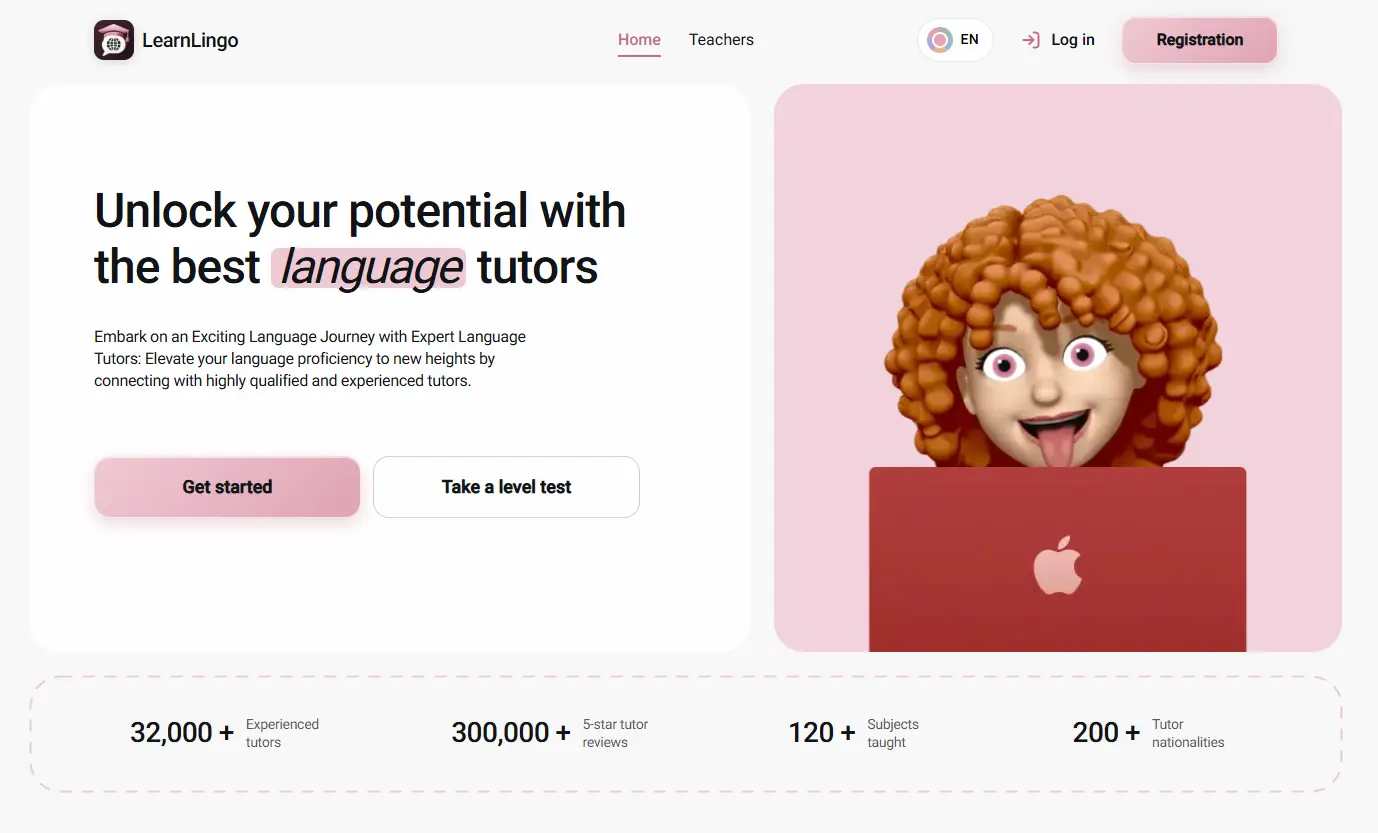 LearnLingo
Home
Teachers
EN
Log in
Registration
Unlock your potential with
the best language tutors
Embark on an Exciting Language Journey with Expert Language
Tutors: Elevate your language proficiency to new heights by
connecting with highly qualified and experienced tutors.
Get started
Take a level test
32,000 +
Experienced
tutors
300,000 +
5-star tutor
reviews
120 +
Subjects
taught
200 +
Tutor
nationalities